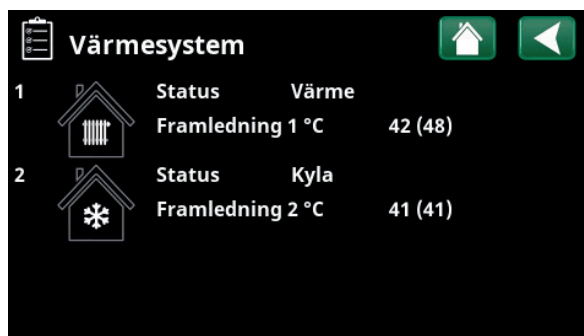 Värmesystem
1 Status Värme
Framledning 1 °C 42 (48)
2 Status Kyla
Framledning 2 °C 41 (41)